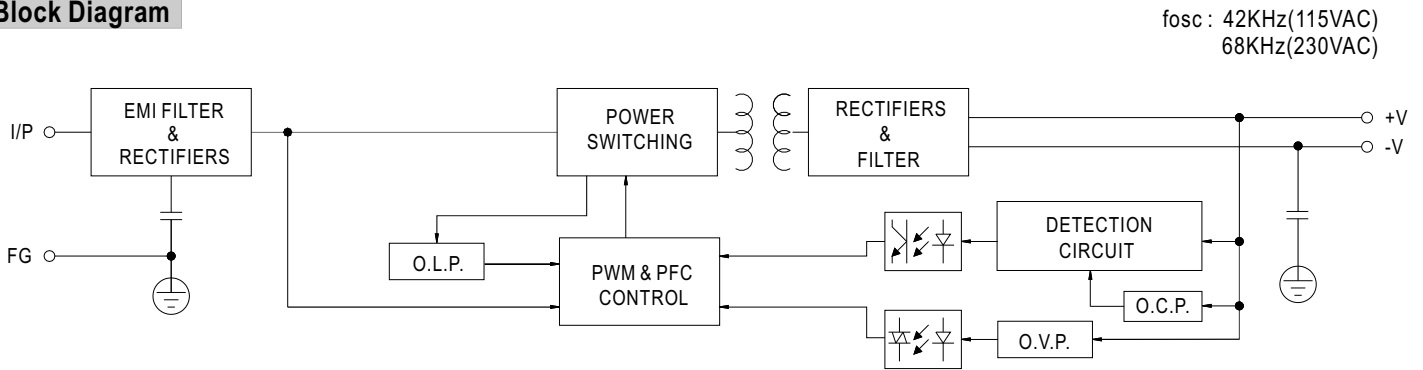 Block Diagram
fosc : 42KHz(115VAC)
68KHz(230VAC)
I/P
EMI FILTER
&
RECTIFIERS
POWER
SWITCHING
RECTIFIERS
&
FILTER
+V
-V
FG
O.L.P.
PWM & PFC
CONTROL
DETECTION
CIRCUIT
O.C.P.
O.V.P.